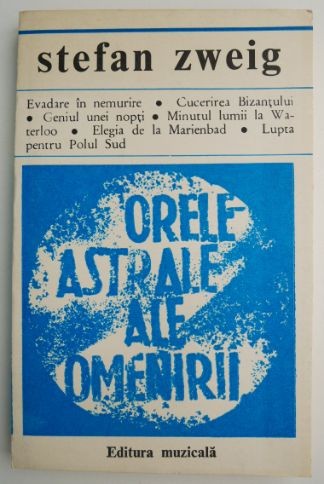 stefan zweig
Evadare în nemurire • Cucerirea Bizanțului
• Geniul unei nopți • Minutul lumii la Wa-
terloo • Elegia de la Marienbad • Lupta
pentru Polul Sud
ORELE
ASTRALE
ALE
OMENIRII
Editura muzicală